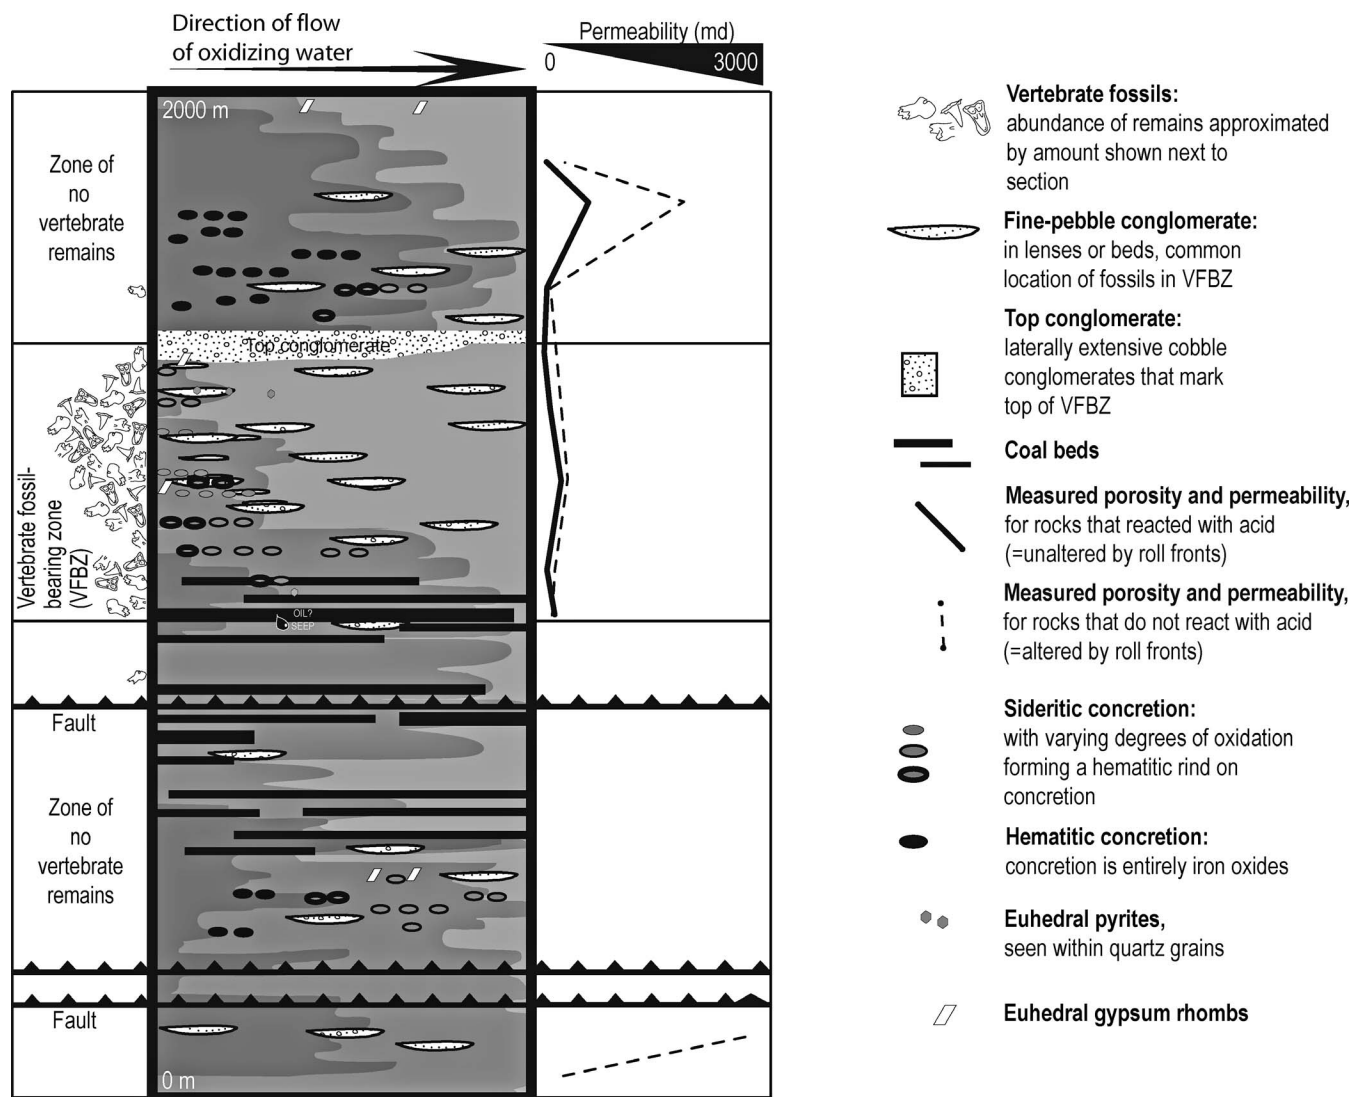 Direction of flow
of oxidizing water
Permeability (md)
0
3000
2000 m
Zone of
no
vertebrate
remains
Top conglomerate
Vertebrate fossil-
bearing zone
(VFBZ)
OIL?
SEEP
Fault
Zone of
no
vertebrate
remains
Fault
0 m
Vertebrate fossils:
abundance of remains approximated
by amount shown next to
section
Fine-pebble conglomerate:
in lenses or beds, common
location of fossils in VFBZ
Top conglomerate:
laterally extensive cobble
conglomerates that mark
top of VFBZ
Coal beds
Measured porosity and permeability,
for rocks that reacted with acid
(=unaltered by roll fronts)
Measured porosity and permeability,
for rocks that do not react with acid
(=altered by roll fronts)
Sideritic concretion:
with varying degrees of oxidation
forming a hematitic rind on
concretion
Hematitic concretion:
concretion is entirely iron oxides
Euhedral pyrites,
seen within quartz grains
Euhedral gypsum rhombs